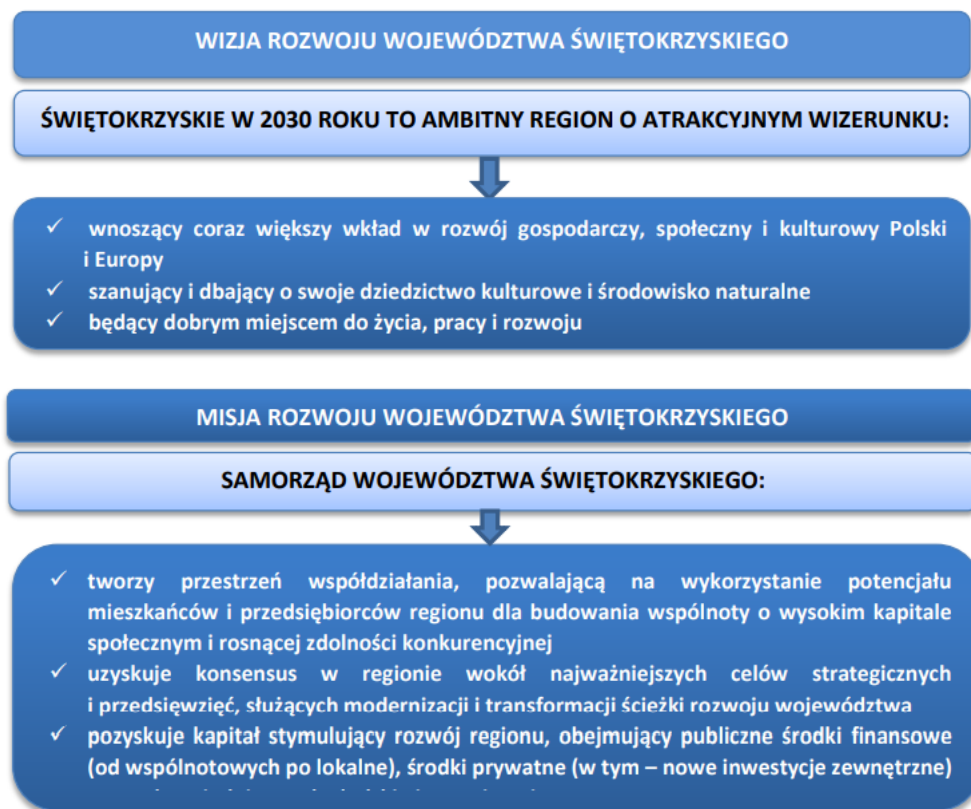 WIZJA ROZWOJU WOJEWÓDZTWA ŚWIĘTOKRZYSKIEGO
ŚWIĘTOKRZYSKIE W 2030 ROKU TO AMBITNY REGION O ATRAKCYJNYM WIZERUNKU:
✓ wnoszący coraz większy wkład w rozwój gospodarczy, społeczny i kulturowy Polski
i Europy
✓ szanujący i dbający o swoje dziedzictwo kulturowe i środowisko naturalne
✓ będący dobrym miejscem do życia, pracy i rozwoju
MISJA ROZWOJU WOJEWÓDZTWA ŚWIĘTOKRZYSKIEGO
SAMORZĄD WOJEWÓDZTWA ŚWIĘTOKRZYSKIEGO:
✓ tworzy przestrzeń współdziałania, pozwalającą na wykorzystanie potencjału
mieszkańców i przedsiębiorców regionu dla budowania wspólnoty o wysokim kapitale
społecznym i rosnącej zdolności konkurencyjnej
✓ uzyskuje konsensus w regionie wokół najważniejszych celów strategicznych
i przedsięwzięć, służących modernizacji i transformacji ścieżki rozwoju województwa
✓ pozyskuje kapitał stymulujący rozwój regionu, obejmujący publiczne środki finansowe
(od wspólnotowych po lokalne), środki prywatne (w tym – nowe inwestycje zewnętrzne)